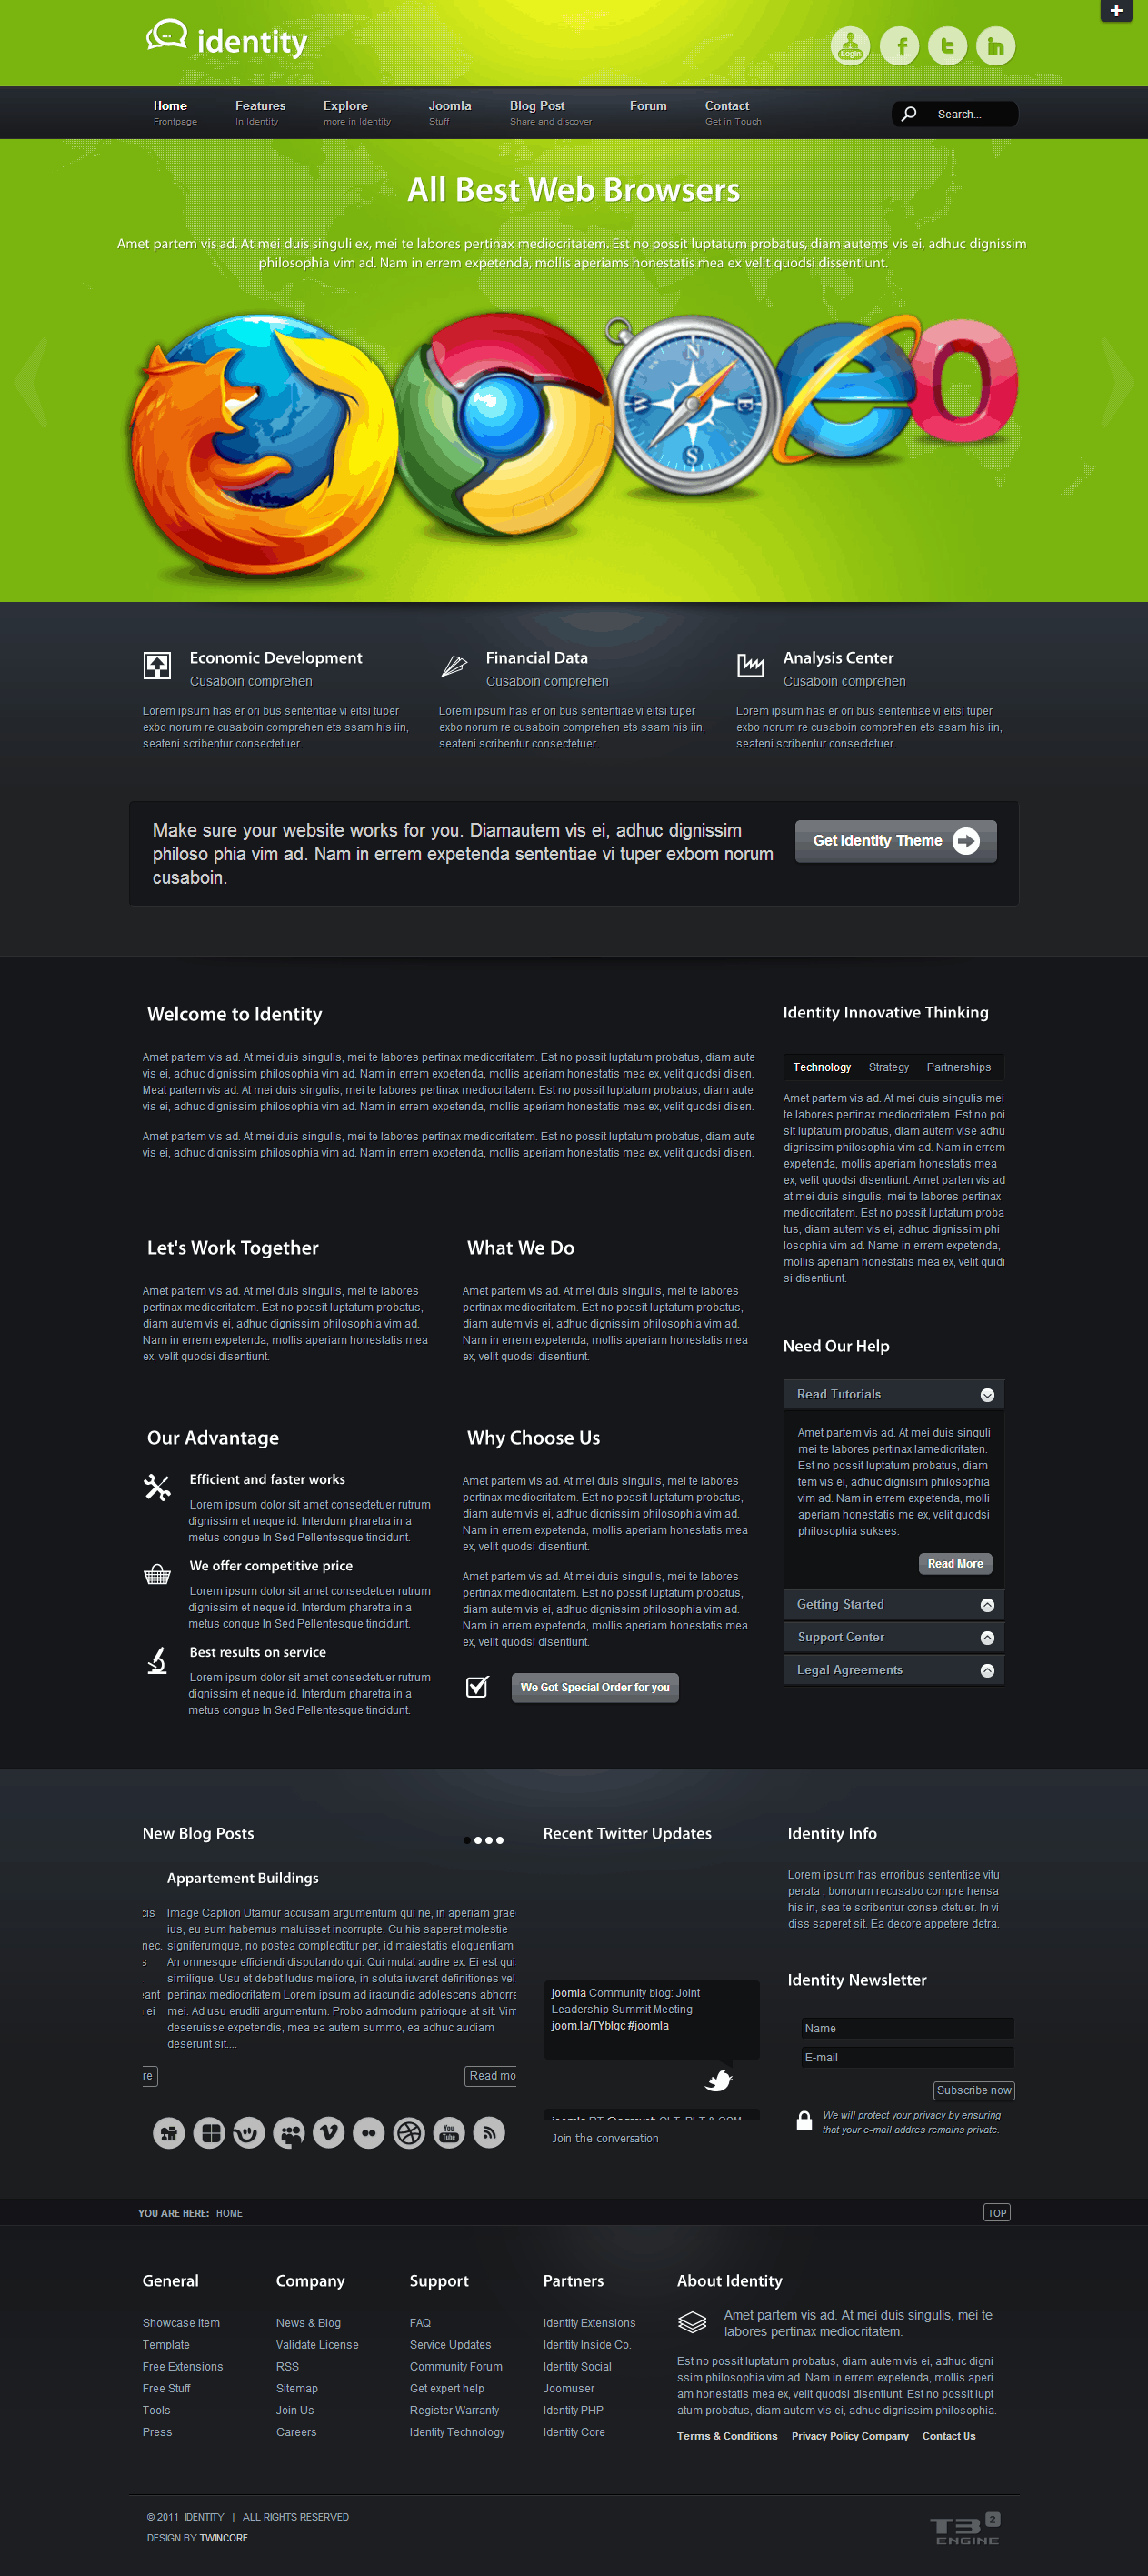 identity
Login
Home
Frontpage
Features
In Identity
Explore
more in Identity
Joomla
Stuff
Blog Post
Share and discover
Forum
Contact
Get in Touch
Search...
All Best Web Browsers
Amet partem vis ad. At mei duis singuli ex, mei te labores pertinax mediocritatem. Est no possit luptatum probatus, diam autems vis ei, adhuc dignissim
philosophia vim ad. Nam in errem expetenda, mollis aperiams honestatis mea ex velit quodsi dissentiunt.
N
W
E
S
Economic Development
Cusaboin comprehen
Lorem ipsum has er ori bus sententiae vi eitsi tuper
expo norum re cusaboin comprehen ets ssam his iin,
seateni scribentur consectetuer.
Financial Data
Cusaboin comprehen
Lorem ipsum has er ori bus sententiae vi eitsi tuper
expo norum re cusaboin comprehen ets ssam his iin,
seateni scribentur consectetuer.
Analysis Center
Cusaboin comprehen
Lorem ipsum has er ori bus sententiae vi eitsi tuper
expo norum re cusaboin comprehen ets ssam his iin,
seateni scribentur consectetuer.
Make sure your website works for you. Diamautem vis ei, adhuc dignissim
philoso phia vim ad. Nam in errem expetenda sententiae vi tuper exbom norum
cusaboin.
Get Identity Theme
Welcome to Identity
Amet partem vis ad. At mei duis singulis, mei te labores pertinax mediocritatem. Est no possit luptatum probatus, diam aute
vis ei, adhuc dignissim philosophia vim ad. Nam in errem expetenda, mollis aperiam honestatis mea ex, velit quodsi disen.
Meat partem vis ad. At mei duis singulis, mei te labores pertinax mediocritatem. Est no possit luptatum probatus, diam aute
vis ei, adhuc dignissim philosophia vim ad. Nam in errem expetenda, mollis aperiam honestatis mea ex, velit quodsi disen.
Amet partem vis ad. At mei duis singulis, mei te labores pertinax mediocritatem. Est no possit luptatum probatus, diam aute
vis ei, adhuc dignissim philosophia vim ad. Nam in errem expetenda, mollis aperiam honestatis mea ex, velit quodsi disen.
Let's Work Together
Amet partem vis ad. At mei duis singulis, mei te labores
pertinax mediocritatem. Est no possit luptatum probatus,
diam autem vis ei, adhuc dignissim philosophia vim ad.
Nam in errem expetenda, mollis aperiam honestatis mea
ex, velit quodsi disentiunt.
What We Do
Amet partem vis ad. At mei duis singulis, mei te labores
pertinax mediocritatem. Est no possit luptatum probatus,
diam autem vis ei, adhuc dignissim philosophia vim ad.
Nam in errem expetenda, mollis aperiam honestatis mea
ex, velit quodsi disentiunt.
Our Advantage
Efficient and faster works
Lorem ipsum dolor sit amet consectetuer rutrum
dignissim et neque id. Interdum pharetra in a
metus congue In Sed Pellentesque tincidunt.
We offer competitive price
Lorem ipsum dolor sit amet consectetuer rutrum
dignissim et neque id. Interdum pharetra in a
metus congue In Sed Pellentesque tincidunt.
Best results on service
Lorem ipsum dolor sit amet consectetuer rutrum
dignissim et neque id. Interdum pharetra in a
metus congue In Sed Pellentesque tincidunt.
Why Choose Us
Amet partem vis ad. At mei duis singulis, mei te labores
pertinax mediocritatem. Est no possit luptatum probatus,
diam autem vis ei, adhuc dignissim philosophia vim ad.
Nam in errem expetenda, mollis aperiam honestatis mea
ex, velit quodsi disentiunt.
Amet partem vis ad. At mei duis singulis, mei te labores
pertinax mediocritatem. Est no possit luptatum probatus,
diam autem vis ei, adhuc dignissim philosophia vim ad.
Nam in errem expetenda, mollis aperiam honestatis mea
ex, velit quodsi disentiunt.
We Got Special Order for you
Identity Innovative Thinking
Technology Strategy Partnerships
Amet partem vis ad. At mei duis singulis mei
te labores pertinax mediocritatem. Est no poi
sit luptatum probatus, diam autem vise adhu
dignissim philosophia vim ad. Nam in errem
expetenda, mollis aperiam honestatis mea
ex, velit quodsi disentiunt. Amet parten vis ad
at mei duis singulis, mei te labores pertinax
mediocritatem. Est no possit luptatum proba
tus, diam autem vis ei, adhuc dignissim phi
losophia vim ad. Name in errem expetenda,
mollis aperiam honestatis mea ex, velit quidi
si disentiunt.
Need Our Help
Read Tutorials
Amet partem vis ad. At mei duis singuli
mei te labores pertinax lamedicritaten.
Est no possit luptatum probatus, diam
tem vis ei, adhuc dignisim philosophia
vim ad. Nam in errem expetenda, molli
aperiam honestatis me ex, velit quodsi
philosophia sukses.
Read More
Getting Started
Support Center
Legal Agreements
New Blog Posts
Appartement Buildings
Image Caption Utamur accusam argumentum qui ne, in aperiam grae
ius, eu eum habemus maluisset incorrupte. Cu his saperet molestie
signiferumque, no postea complectitur per, id maiestatis eloquentiam
An omnesque efficiendi disputando qui. Qui mutat audire ex. Ei est qui
similique. Usu et debet ludus meliore, in soluta iuvaret definitiones vel
pertinax mediocritatem Lorem ipsum ad iracundia adolescens abhorre
mei. Ad usu eruditi argumentum. Probo admodum patrioque at sit. Vim
deseruisse expetendis, mea ea autem summo, ea adhuc audiam
deserunt sit....
re
Read mo
You Tube
Recent Twitter Updates
joomla Community blog: Joint
Leadership Summit Meeting
joom.la/TYblqc #joomla
Join the conversation
Identity Info
Lorem ipsum has erroribus sententiae vitu
perata , bonorum recusabo compre hensa
his in, sea te scribentur conse ctetuer. In vi
diss saperet sit. Ea decore appetere detra.
Identity Newsletter
Name
E-mail
Subscribe now
We will protect your privacy by ensuring
that your e-mail addres remains private.
YOU ARE HERE: HOME
TOP
General
Showcase Item
Template
Free Extensions
Free Stuff
Tools
Press
Company
News & Blog
Validate License
RSS
Sitemap
Join Us
Careers
Support
FAQ
Service Updates
Community Forum
Get expert help
Register Warranty
Identity Technology
Partners
Identity Extensions
Identity Inside Co.
Identity Social
Joomuser
Identity PHP
Identity Core
About Identity
Amet partem vis ad. At mei duis singulis, mei te
labores pertinax mediocritatem.
Est no possit luptatum probatus, diam autem vis ei, adhuc digni
ssim philosophia vim ad. Nam in errem expetenda, mollis aperi
am honestatis mea ex, velit quodsi disentiunt. Est no possit lupt
atum probatus, diam autem vis ei, adhuc dignissim philosophia.
Terms & Conditions Privacy Policy Company Contact Us
© 2011 IDENTITY | ALL RIGHTS RESERVED
DESIGN BY TWINCORE
T3 2
ENGINE